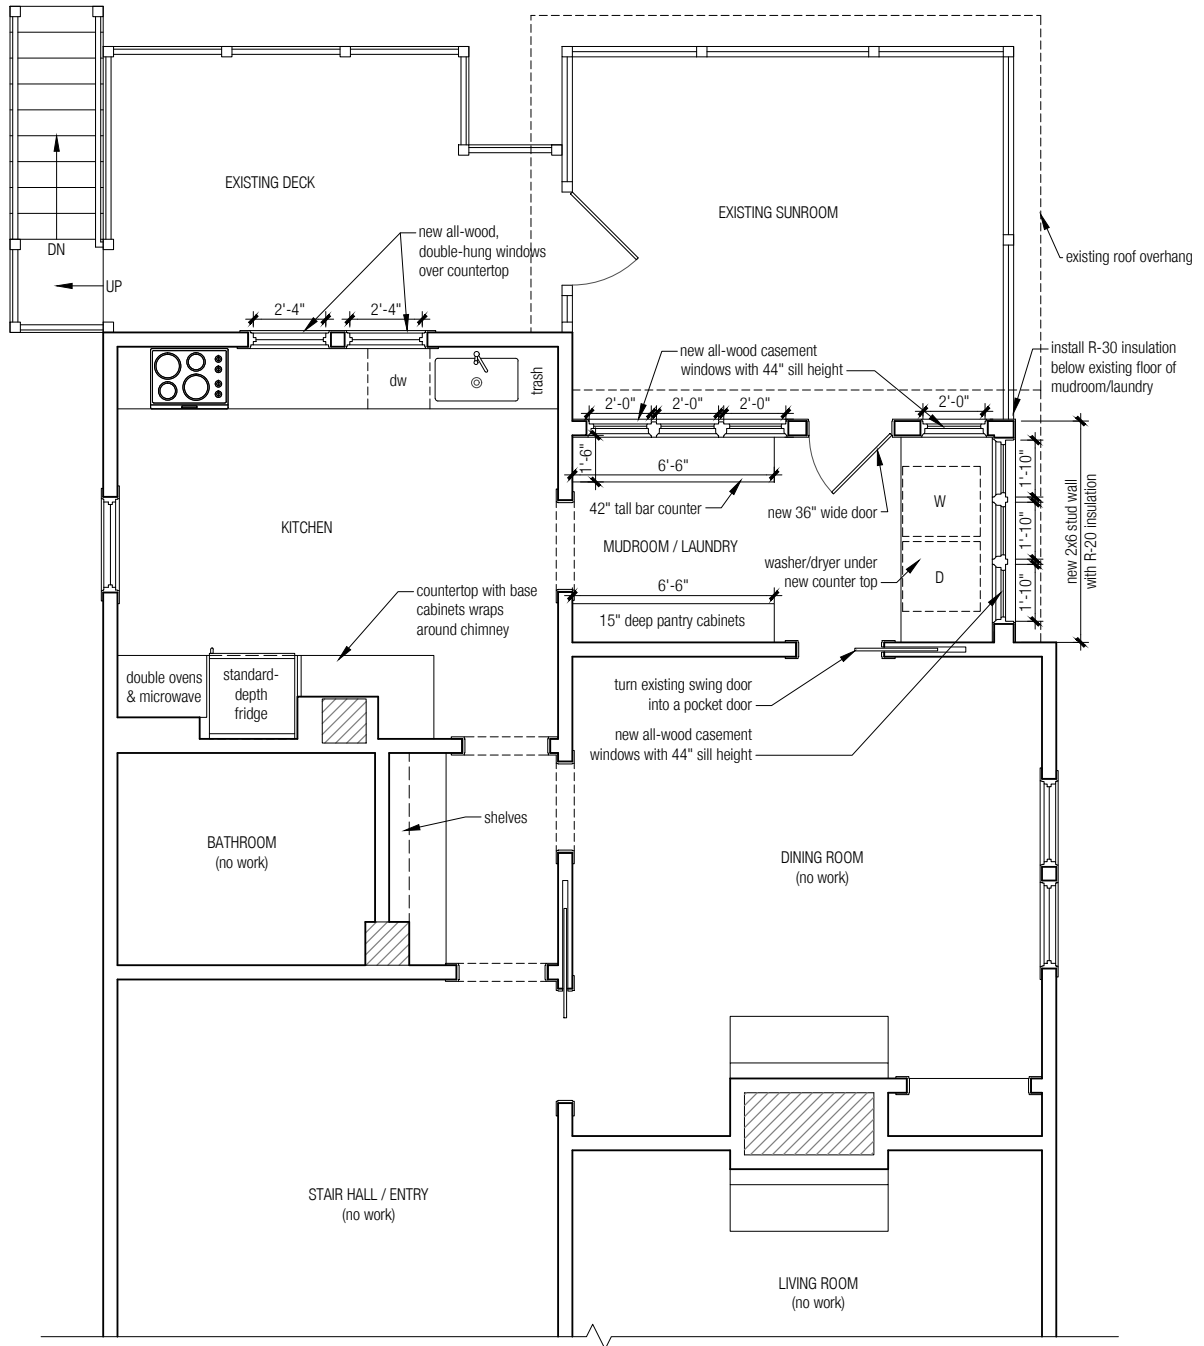 EXISTING DECK
EXISTING SUNROOM
new all-wood,
double-hung windows
over countertop
DN
UP
existing roof overhang
2'-4"
2'-4"
new all-wood casement
windows with 44" sill height
install R-30 insulation
below existing floor of
mudroom/laundry
dw
trash
2'-0"
2'-0"
2'-0"
2'-0"
1'-6"
6'-6"
42" tall bar counter
new 36" wide door
W
D
1'-10"
1'-10"
1'-10"
new 2x6 stud wall
with R-20 insulation
KITCHEN
MUDROOM / LAUNDRY
washer/dryer under
new counter top
6'-6"
15" deep pantry cabinets
countertop with base
cabinets wraps
around chimney
double ovens
& microwave
standard-
depth
fridge
turn existing swing door
into a pocket door
new all-wood casement
windows with 44" sill height
shelves
BATHROOM
(no work)
DINING ROOM
(no work)
STAIR HALL / ENTRY
(no work)
LIVING ROOM
(no work)